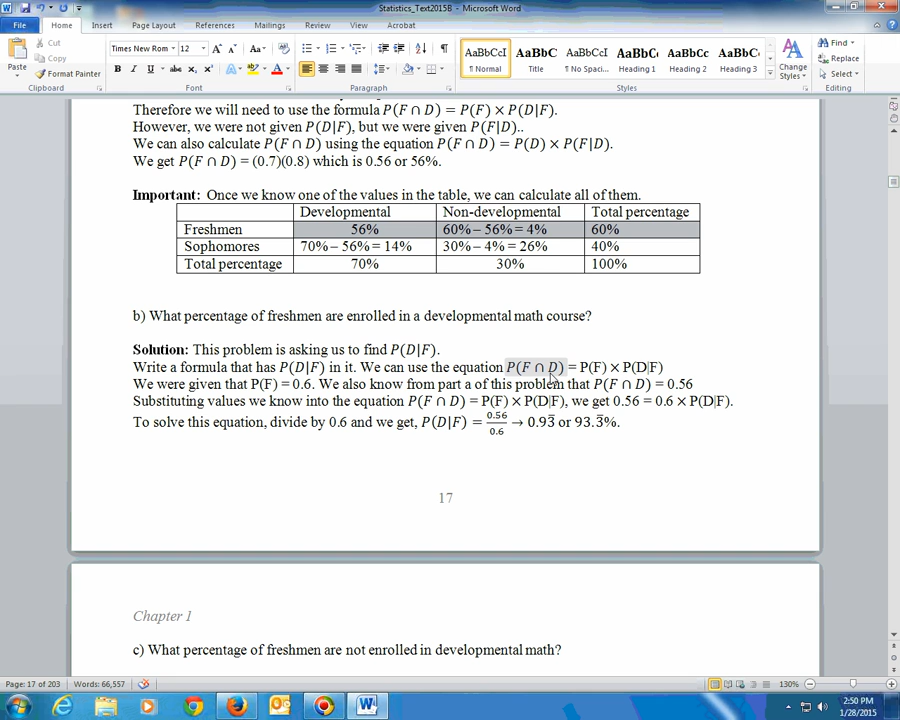 Statistics_Text2015B - Microsoft Word
File Home Insert Page Layout References Mailings Review View Acrobat
Cut
Copy
Format Painter
Paste
Clipboard
Times New Rom 12
Font
Paragraph
AaBbCcI AaBbC AaBbCcI AaBbC AaBbCc AaBbC
¶ Normal Title ¶ No Spaci... Heading 1 Heading 2 Heading 3
Change Styles
Styles
Find
Replace
Select
Editing
Therefore we will need to use the formula P(F ∩ D) = P(F) × P(D|F).
However, we were not given P(D|F), but we were given P(F|D)..
We can also calculate P(F ∩ D) using the equation P(F ∩ D) = P(D) × P(F|D).
We get P(F ∩ D) = (0.7)(0.8) which is 0.56 or 56%.
Important: Once we know one of the values in the table, we can calculate all of them.
Developmental Non-developmental Total percentage
Freshmen 56% 60% – 56% = 4% 60%
Sophomores 70% – 56% = 14% 30% – 4% = 26% 40%
Total percentage 70% 30% 100%
b) What percentage of freshmen are enrolled in a developmental math course?
Solution: This problem is asking us to find P(D|F).
Write a formula that has P(D|F) in it. We can use the equation P(F ∩ D) = P(F) × P(D|F)
We were given that P(F) = 0.6. We also know from part a of this problem that P(F ∩ D) = 0.56
Substituting values we know into the equation P(F ∩ D) = P(F) × P(D|F), we get 0.56 = 0.6 × P(D|F).
To solve this equation, divide by 0.6 and we get, P(D|F) = 0.56/0.6 → 0.93̅ or 93.3̅%.
17
Chapter 1
c) What percentage of freshmen are not enrolled in developmental math?
Page: 17 of 203 Words: 66,557 130%
2:50 PM
1/28/2015